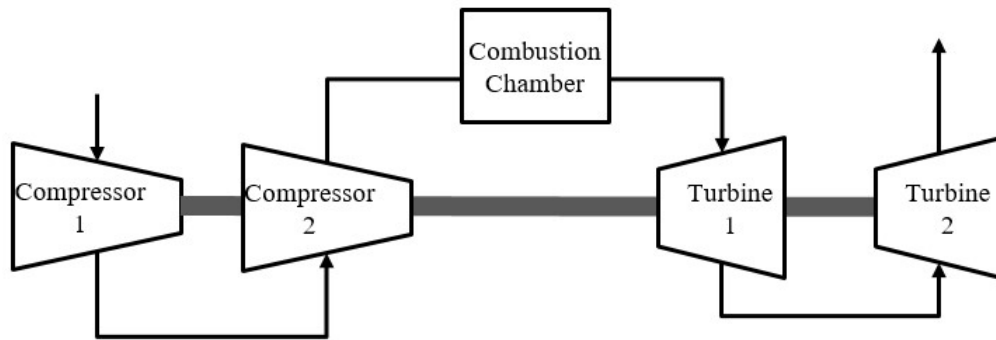 Combustion
Chamber
Compressor
1
Compressor
2
Turbine
1
Turbine
2